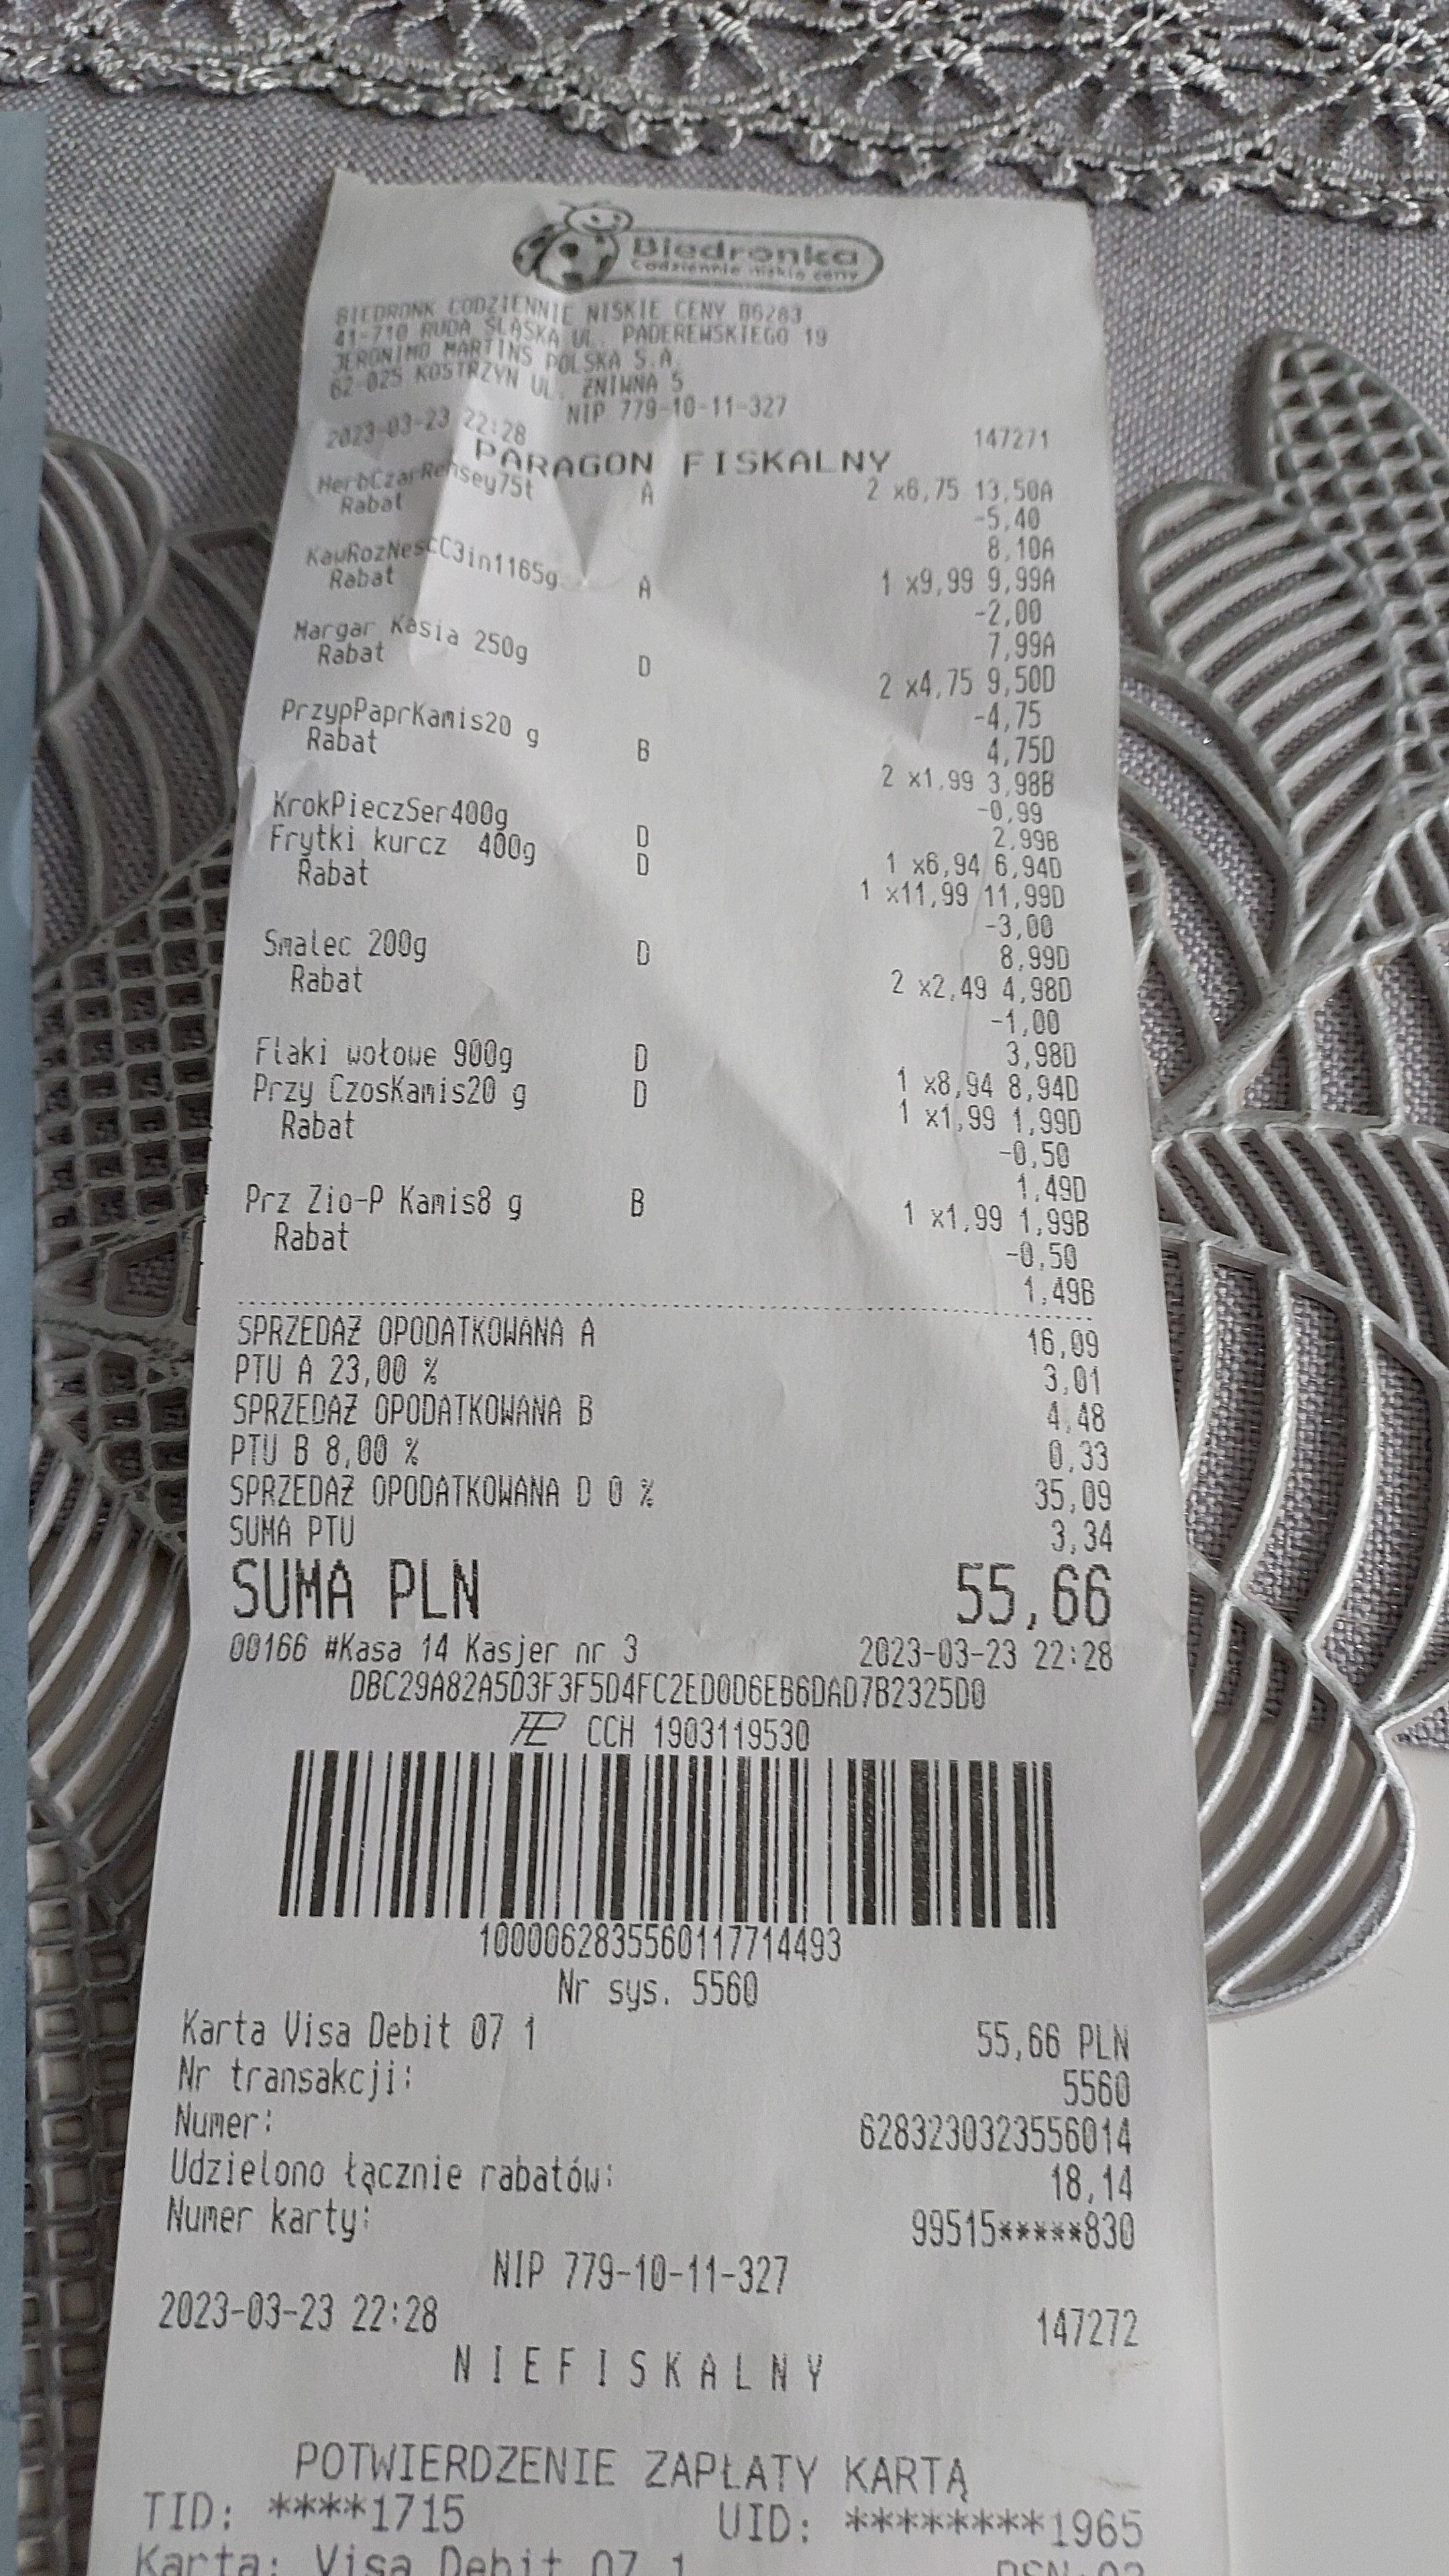 Biedronka
Codziennie niskie ceny
BIEDRONK CODZIENNIE NISKIE CENY B6283
41-710 RUDA ŚLĄSKA UL. PADEREWSKIEGO 19
JERONIMO MARTINS POLSKA S.A.
62-025 KOSTRZYN UL. ŻNIWNA 5
NIP 779-10-11-327
2023-03-23 22:28 147271
PARAGON FISKALNY
HerbCzarRemsey75t A 2 x6,75 13,50A
Rabat -5,40
8,10A
KawRozNescC3in1165g A 1 x9,99 9,99A
Rabat -2,00
7,99A
Margar Kasia 250g D 2 x4,75 9,50D
Rabat -4,75
4,75D
PrzypPaprKamis20 g B 2 x1,99 3,98B
Rabat -0,99
2,99B
KrokPieczSer400g D 1 x6,94 6,94D
Frytki kurcz 400g D 1 x11,99 11,99D
Rabat -3,00
8,99D
Smalec 200g D 2 x2,49 4,98D
Rabat -1,00
3,98D
Flaki wołowe 900g D 1 x8,94 8,94D
Przy CzosKamis20 g D 1 x1,99 1,99D
Rabat -0,50
1,49D
Prz Zio-P Kamis8 g B 1 x1,99 1,99B
Rabat -0,50
1,49B
SPRZEDAŻ OPODATKOWANA A 16,09
PTU A 23,00 % 3,01
SPRZEDAŻ OPODATKOWANA B 4,48
PTU B 8,00 % 0,33
SPRZEDAŻ OPODATKOWANA D 0 % 35,09
SUMA PTU 3,34
SUMA PLN 55,66
00166 #Kasa 14 Kasjer nr 3 2023-03-23 22:28
DBC29A82A5D3F3F5D4FC2ED0D6EB6DAD7B2325D0
CCH 1903119530
1000062835560117714493
Nr sys. 5560
Karta Visa Debit 07 1 55,66 PLN
Nr transakcji: 5560
Numer: 6283230323556014
Udzielono łącznie rabatów: 18,14
Numer karty: 99515*****830
NIP 779-10-11-327
2023-03-23 22:28 147272
NIEFISKALNY
POTWIERDZENIE ZAPŁATY KARTĄ
TID: ****1715 UID: ********1965
Karta: Visa Debit 07 1